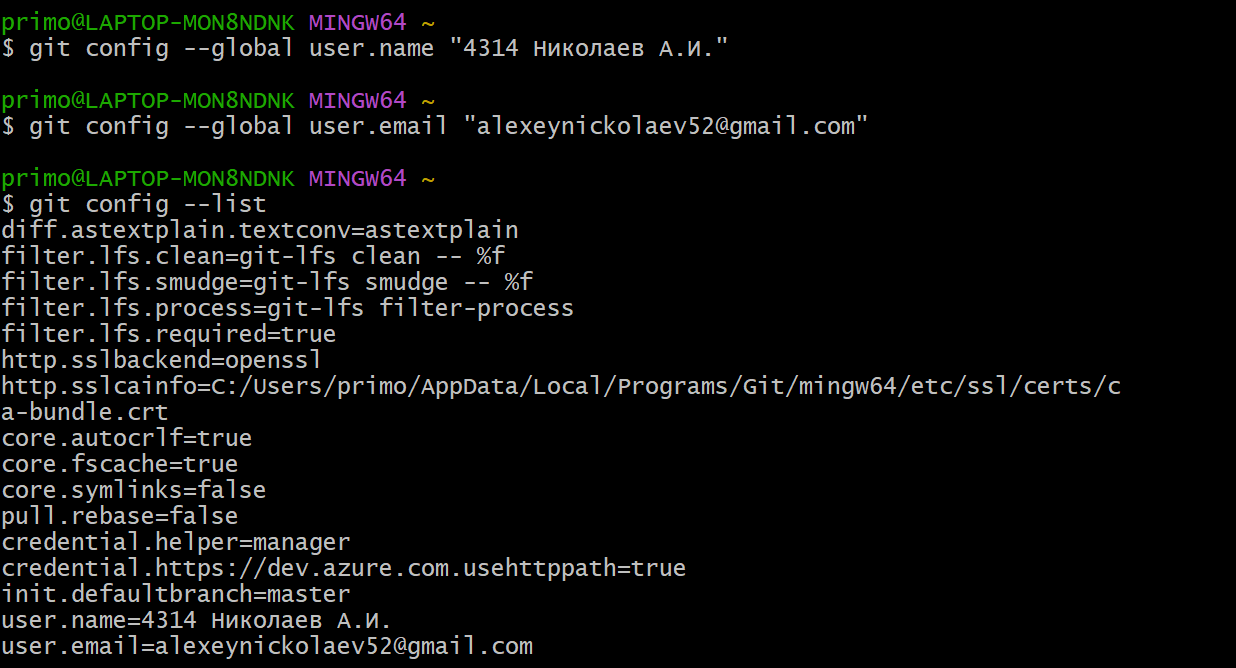 primo@LAPTOP-MON8NDNK MINGW64 ~
$ git config --global user.name "4314 Николаев А.И."

primo@LAPTOP-MON8NDNK MINGW64 ~
$ git config --global user.email "alexeynickolaev52@gmail.com"

primo@LAPTOP-MON8NDNK MINGW64 ~
$ git config --list
diff.astextplain.textconv=astextplain
filter.lfs.clean=git-lfs clean -- %f
filter.lfs.smudge=git-lfs smudge -- %f
filter.lfs.process=git-lfs filter-process
filter.lfs.required=true
http.sslbackend=openssl
http.sslcainfo=C:/Users/primo/AppData/Local/Programs/Git/mingw64/etc/ssl/certs/c
a-bundle.crt
core.autocrlf=true
core.fscache=true
core.symlinks=false
pull.rebase=false
credential.helper=manager
credential.https://dev.azure.com.usehttppath=true
init.defaultbranch=master
user.name=4314 Николаев А.И.
user.email=alexeynickolaev52@gmail.com